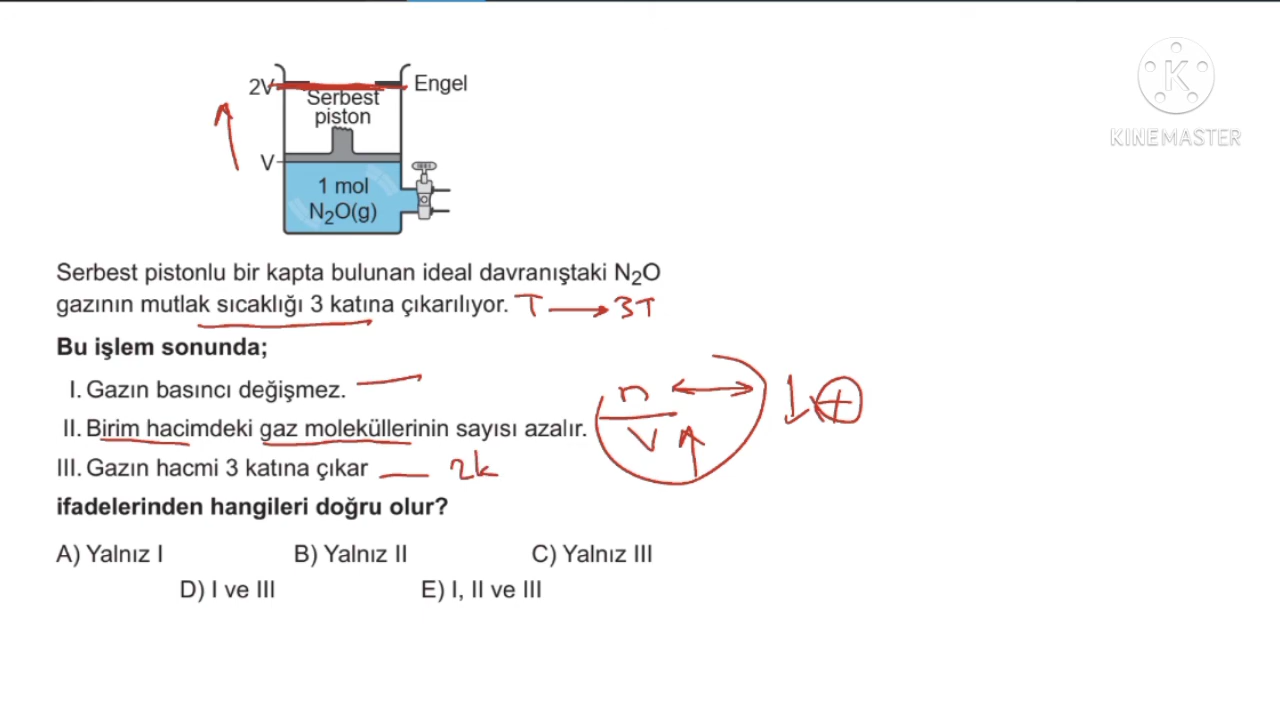 K
KINEMASTER
2V
Engel
Serbest
piston
V
1 mol
N₂O(g)
Serbest pistonlu bir kapta bulunan ideal davranıştaki N₂O
gazının mutlak sıcaklığı 3 katına çıkarılıyor. T → 3T
Bu işlem sonunda;
I. Gazın basıncı değişmez. —
II. Birim hacimdeki gaz moleküllerinin sayısı azalır. n/V ↔ ↑ ↓ +
III. Gazın hacmi 3 katına çıkar — 2k
ifadelerinden hangileri doğru olur?
A) Yalnız I B) Yalnız II C) Yalnız III
D) I ve III E) I, II ve III